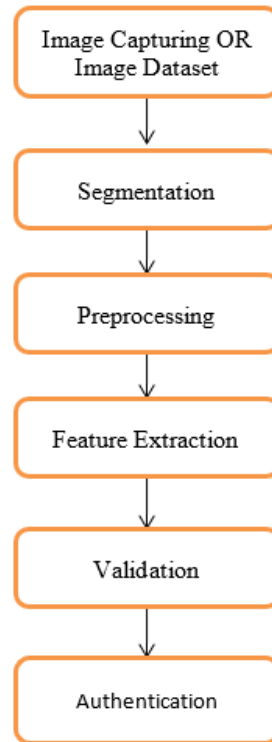 Image Capturing OR
Image Dataset
Segmentation
Preprocessing
Feature Extraction
Validation
Authentication